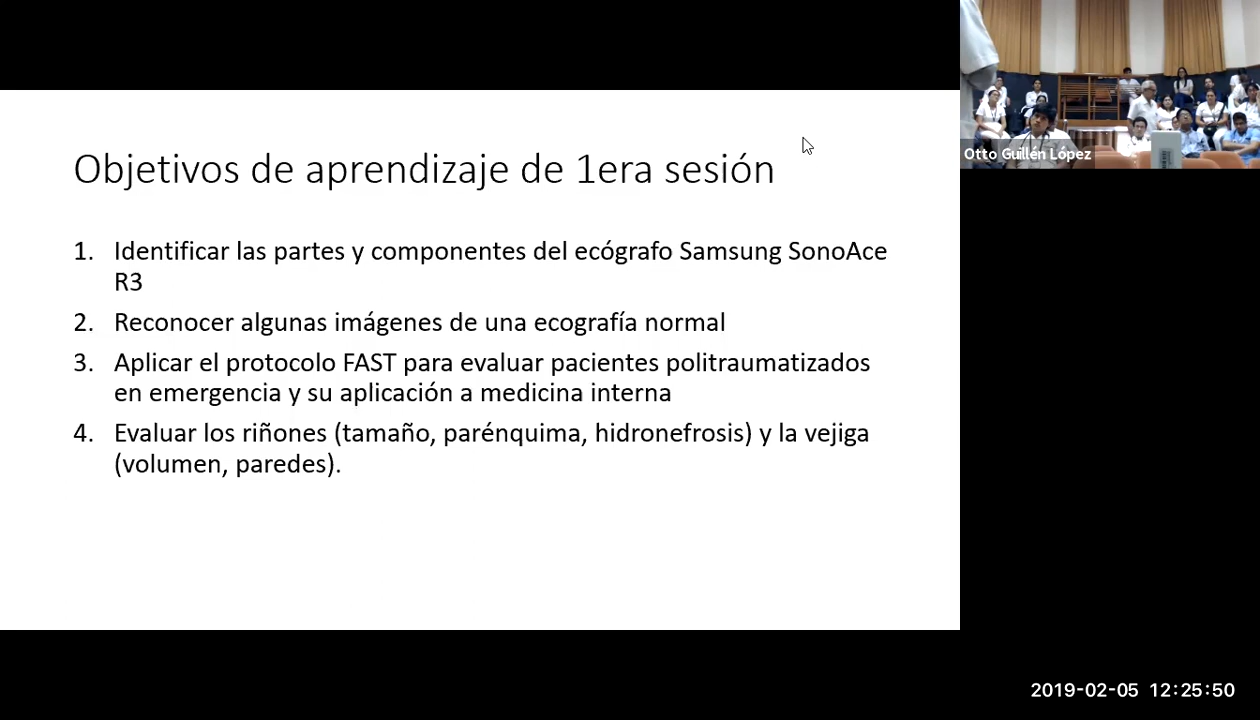 Objetivos de aprendizaje de 1era sesión
1. Identificar las partes y componentes del ecógrafo Samsung SonoAce
R3
2. Reconocer algunas imágenes de una ecografía normal
3. Aplicar el protocolo FAST para evaluar pacientes politraumatizados
en emergencia y su aplicación a medicina interna
4. Evaluar los riñones (tamaño, parénquima, hidronefrosis) y la vejiga
(volumen, paredes).
Otto Guillén López
2019-02-05 12:25:50